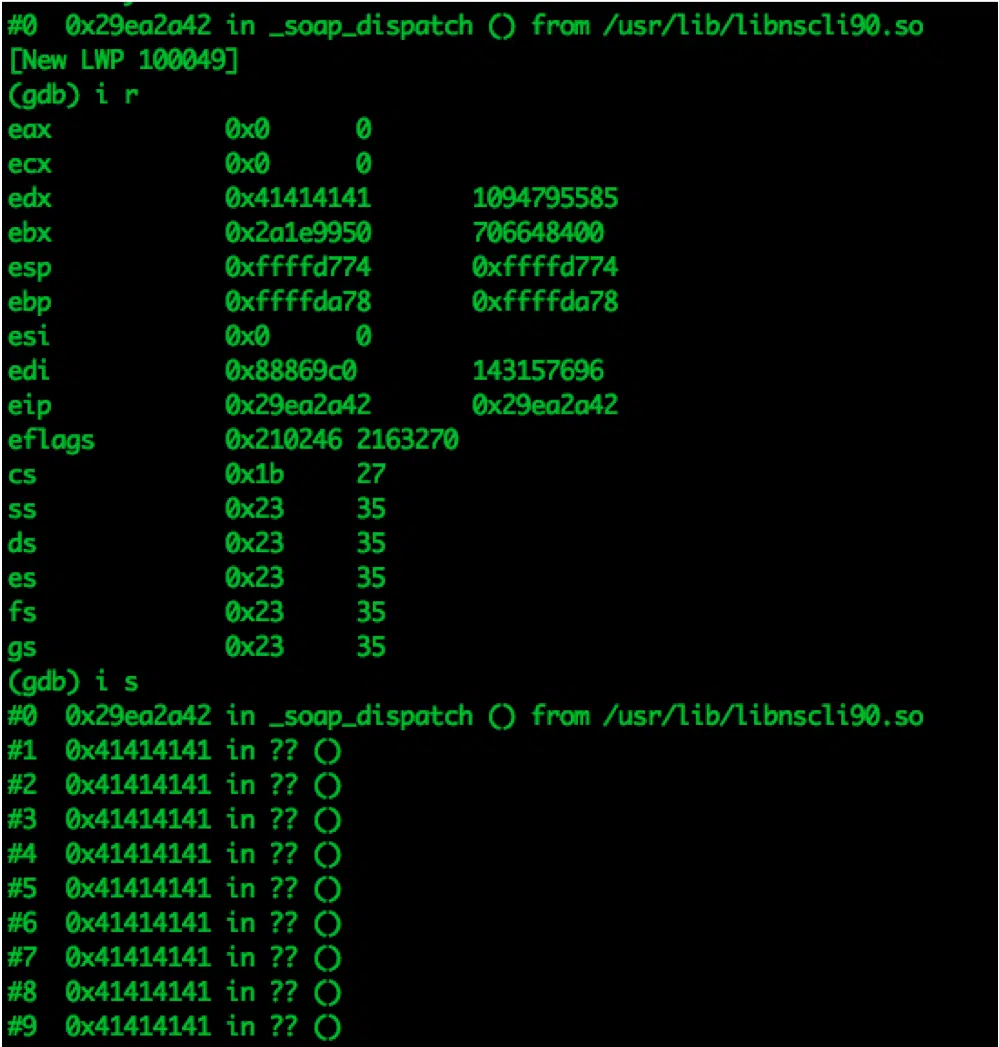 #0 0x29ea2a42 in _soap_dispatch () from /usr/lib/libnscli90.so
[New LWP 100049]
(gdb) i r
eax 0x0 0
ecx 0x0 0
edx 0x41414141 1094795585
ebx 0x2a1e9950 706648400
esp 0xffffd774 0xffffd774
ebp 0xffffda78 0xffffda78
esi 0x0 0
edi 0x88869c0 143157696
eip 0x29ea2a42 0x29ea2a42
eflags 0x210246 2163270
cs 0x1b 27
ss 0x23 35
ds 0x23 35
es 0x23 35
fs 0x23 35
gs 0x23 35
(gdb) i s
#0 0x29ea2a42 in _soap_dispatch () from /usr/lib/libnscli90.so
#1 0x41414141 in ?? ()
#2 0x41414141 in ?? ()
#3 0x41414141 in ?? ()
#4 0x41414141 in ?? ()
#5 0x41414141 in ?? ()
#6 0x41414141 in ?? ()
#7 0x41414141 in ?? ()
#8 0x41414141 in ?? ()
#9 0x41414141 in ?? ()